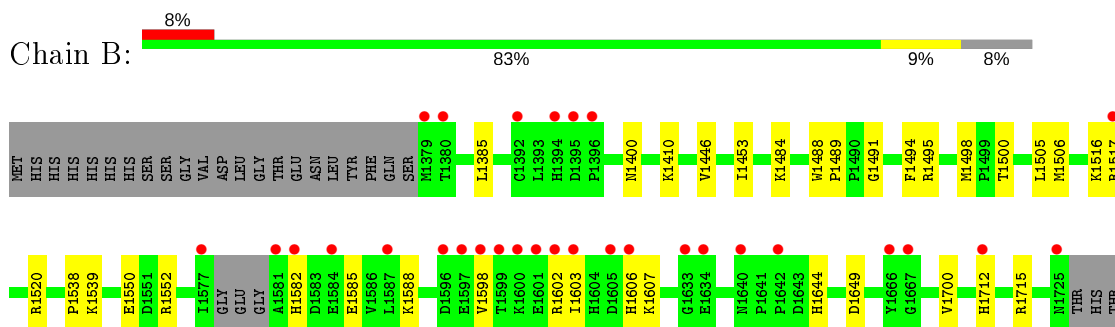 8%
Chain B:
83%
9%
8%
MET HIS HIS HIS HIS HIS HIS SER SER GLY VAL ASP LEU GLY THR GLU ASN LEU TYR PHE GLN SER M1379 T1380 L1385 C1392 L1393 H1394 D1395 P1396 N1400 K1410 V1446 I1453 K1484 W1488 P1489 P1490 G1491 F1494 R1495 M1498 P1499 T1500 L1505 M1506 K1516 R1517
R1520 P1538 K1539 E1550 D1551 R1552 I1577 GLY GLU GLY A1581 H1582 D1583 E1584 E1585 V1586 L1587 K1588 D1596 E1597 V1598 T1599 K1600 E1601 R1602 I1603 H1604 D1605 H1606 K1607 G1633 E1634 N1640 P1641 P1642 D1643 H1644 D1649 Y1666 G1667 V1700 H1712 R1715 N1725 THR HIS THR